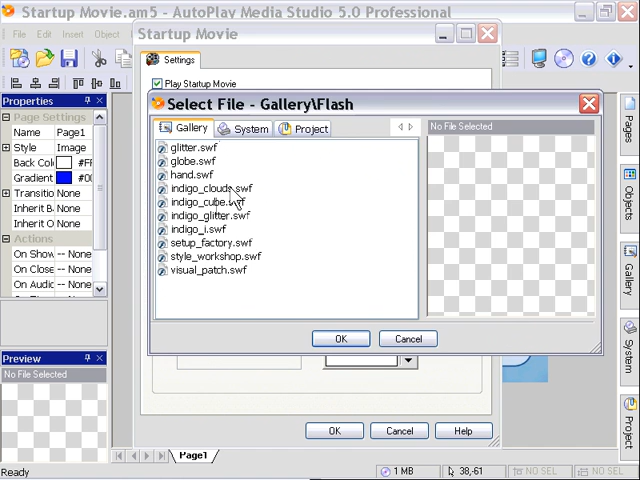 Startup Movie.am5 - AutoPlay Media Studio 5.0 Professional
File Edit View Align Insert Object
Startup Movie
Settings
Play Startup Movie
Properties
Page Settings
Name Page1
Style Image
Back Col #FF
Gradient #00
Transitio None
Inherit B None
Inherit O None
Actions
On Show -- None
On Close -- None
On Audio -- None
Select File - Gallery\Flash
Gallery System Project
No File Selected
glitter.swf
globe.swf
hand.swf
indigo_clouds.swf
indigo_cube.swf
indigo_glitter.swf
indigo_i.swf
setup_factory.swf
style_workshop.swf
visual_patch.swf
OK Cancel
Preview
No File Selected
OK Cancel Help
Pages
Objects
Gallery
System
Project
Page1
Ready
1 MB
38,-61
NO SEL
NO SEL